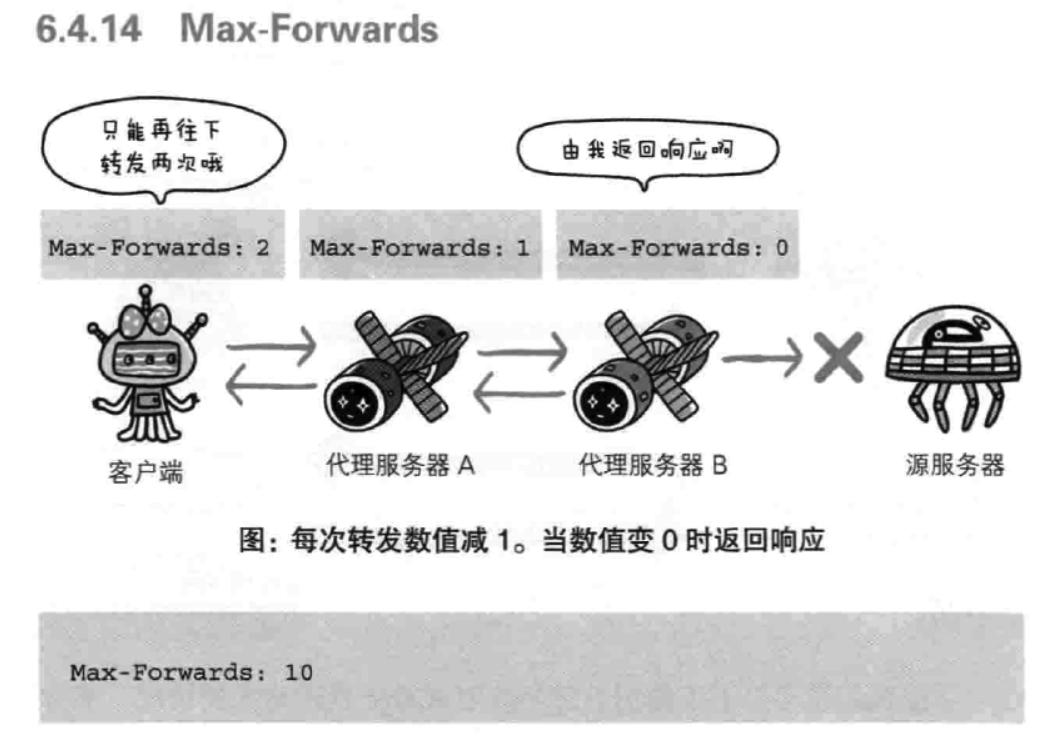 6.4.14 Max-Forwards
只能再往下
转发两次哦
由我返回响应啊
Max-Forwards: 2
Max-Forwards: 1
Max-Forwards: 0
客户端
代理服务器 A
代理服务器 B
源服务器
图：每次转发数值减 1。当数值变 0 时返回响应
Max-Forwards: 10